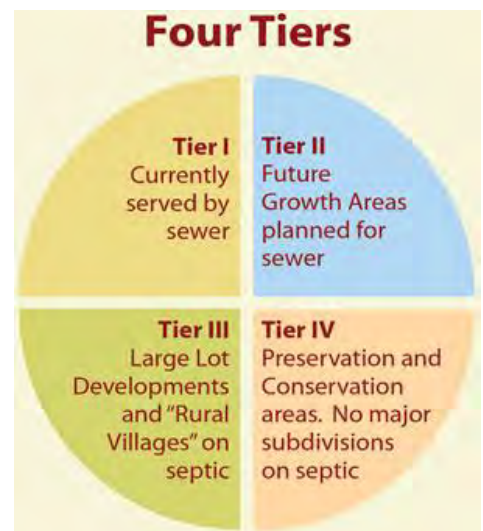 Four Tiers
Tier I
Currently
served by
sewer
Tier II
Future
Growth Areas
planned for
sewer
Tier III
Large Lot
Developments
and “Rural
Villages” on
septic
Tier IV
Preservation and
Conservation
areas. No major
subdivisions
on septic